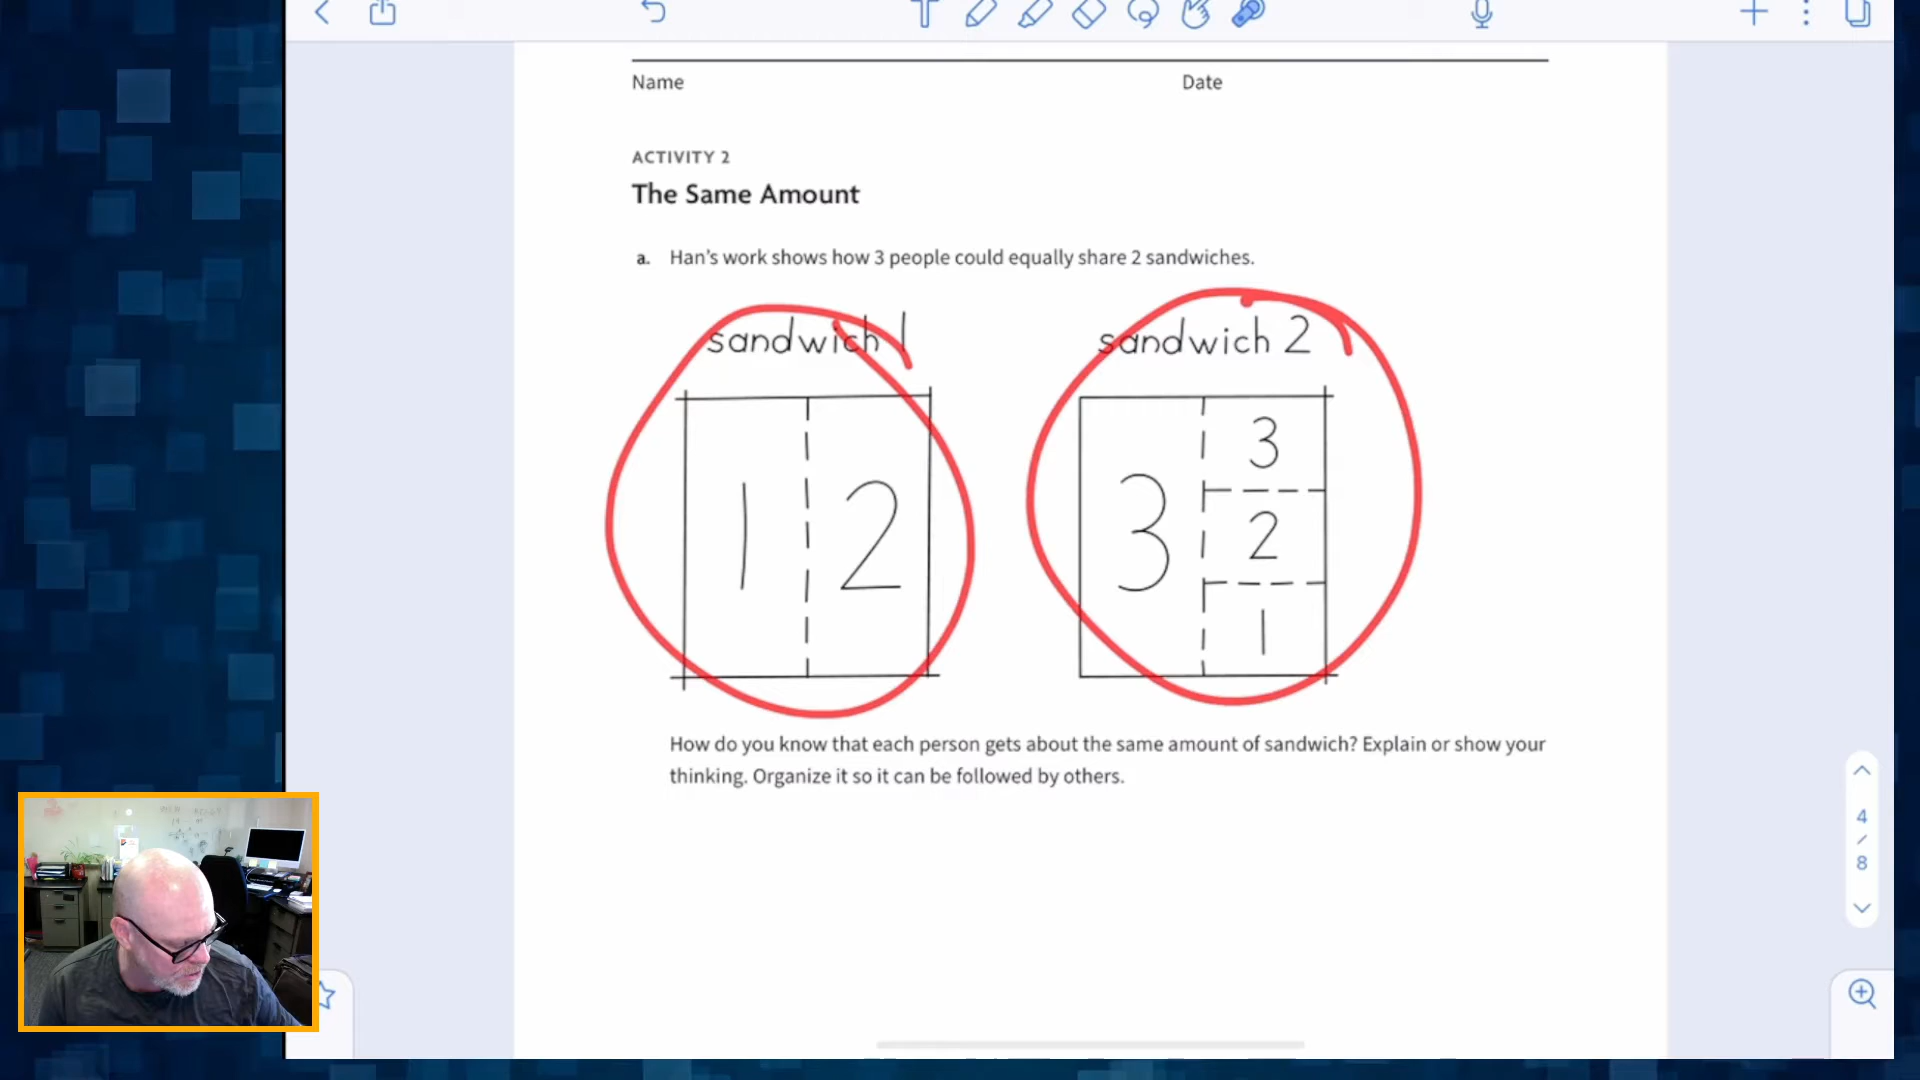 Name Date
ACTIVITY 2
The Same Amount
a. Han's work shows how 3 people could equally share 2 sandwiches.
sandwich 1 sandwich 2
1 2 3 3
2
1
How do you know that each person gets about the same amount of sandwich? Explain or show your
thinking. Organize it so it can be followed by others.
4
/
8